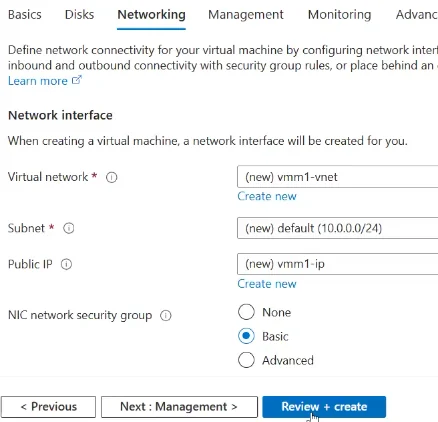 Basics Disks Networking Management Monitoring Advanc
Define network connectivity for your virtual machine by configuring network interf
inbound and outbound connectivity with security group rules, or place behind an
Learn more
Network interface
When creating a virtual machine, a network interface will be created for you.
Virtual network *
(new) vmm1-vnet
Create new
Subnet *
(new) default (10.0.0.0/24)
Public IP
(new) vmm1-ip
Create new
NIC network security group
None
Basic
Advanced
< Previous Next : Management > Review + create